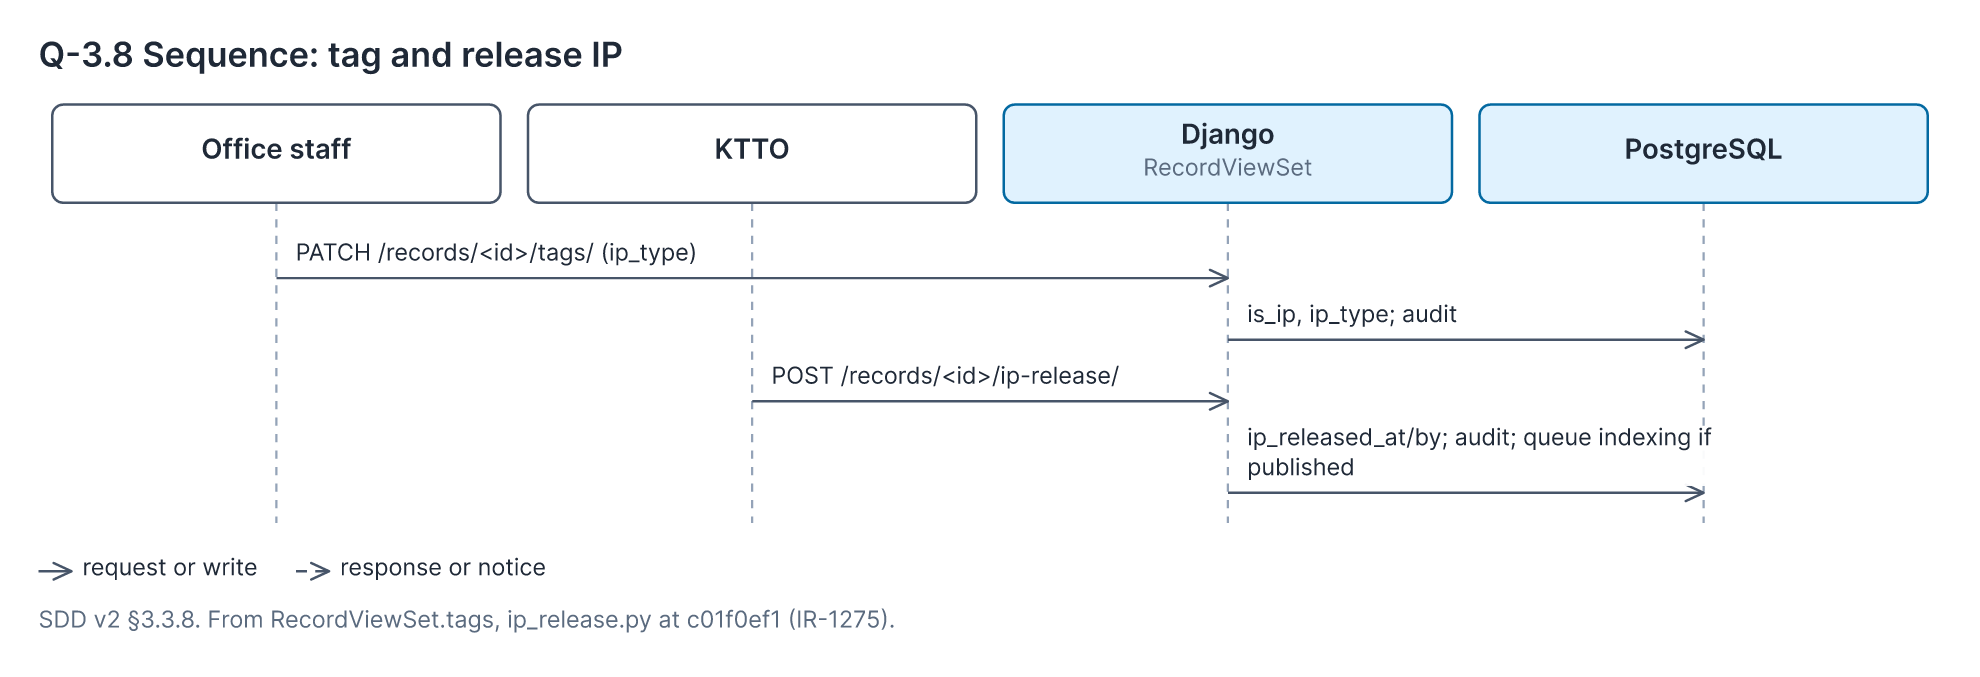 Q-3.8 Sequence: tag and release IP
Office staff
KTTO
Django
RecordViewSet
PostgreSQL
PATCH /records/<id>/tags/ (ip_type)
is_ip, ip_type; audit
POST /records/<id>/ip-release/
ip_released_at/by; audit; queue indexing if
published
request or write
response or notice
SDD v2 §3.3.8. From RecordViewSet.tags, ip_release.py at c01f0ef1 (IR-1275).